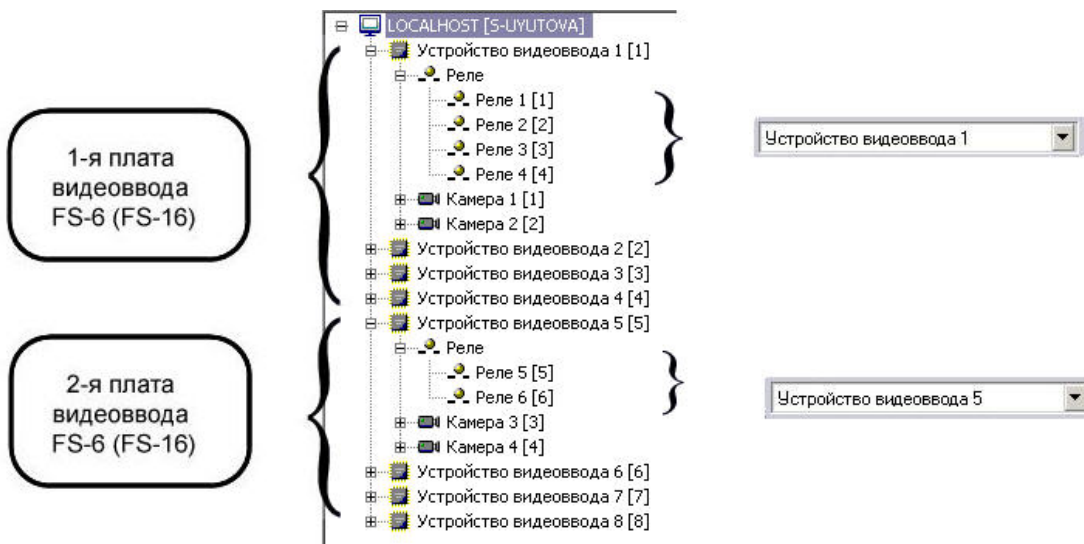 LOCALHOST [S-UYUTOVA]
Устройство видеоввода 1 [1]
Реле
Реле 1 [1]
Реле 2 [2]
Реле 3 [3]
Реле 4 [4]
Камера 1 [1]
Камера 2 [2]
Устройство видеоввода 2 [2]
Устройство видеоввода 3 [3]
Устройство видеоввода 4 [4]
Устройство видеоввода 5 [5]
Реле
Реле 5 [5]
Реле 6 [6]
Камера 3 [3]
Камера 4 [4]
Устройство видеоввода 6 [6]
Устройство видеоввода 7 [7]
Устройство видеоввода 8 [8]
1-я плата
видеоввода
FS-6 (FS-16)
2-я плата
видеоввода
FS-6 (FS-16)
Устройство видеоввода 1
Устройство видеоввода 5